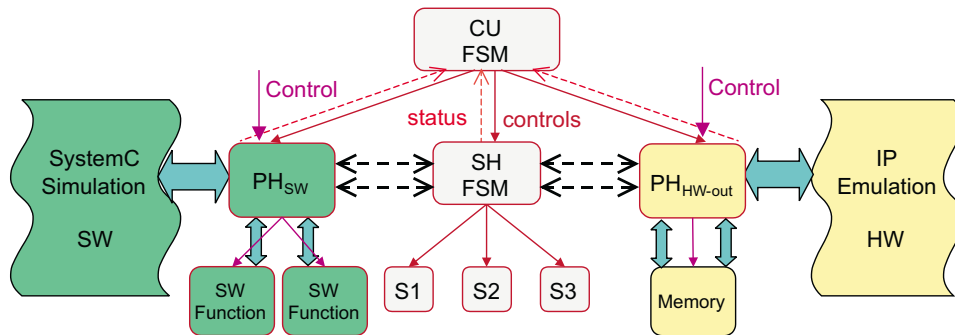 CU
FSM
Control
Control
status
controls
SystemC
Simulation
SW
PHSW
SH
FSM
PHHW-out
IP
Emulation
HW
SW
Function
SW
Function
S1
S2
S3
Memory